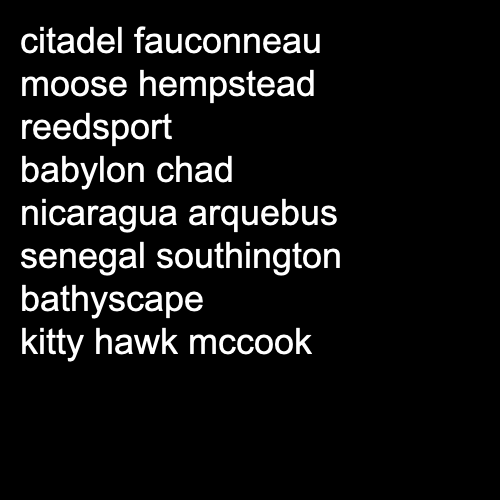 citadel fauconneau
moose hempstead
reedsport
babylon chad
nicaragua arquebus
senegal southington
bathyscape
kitty hawk mccook